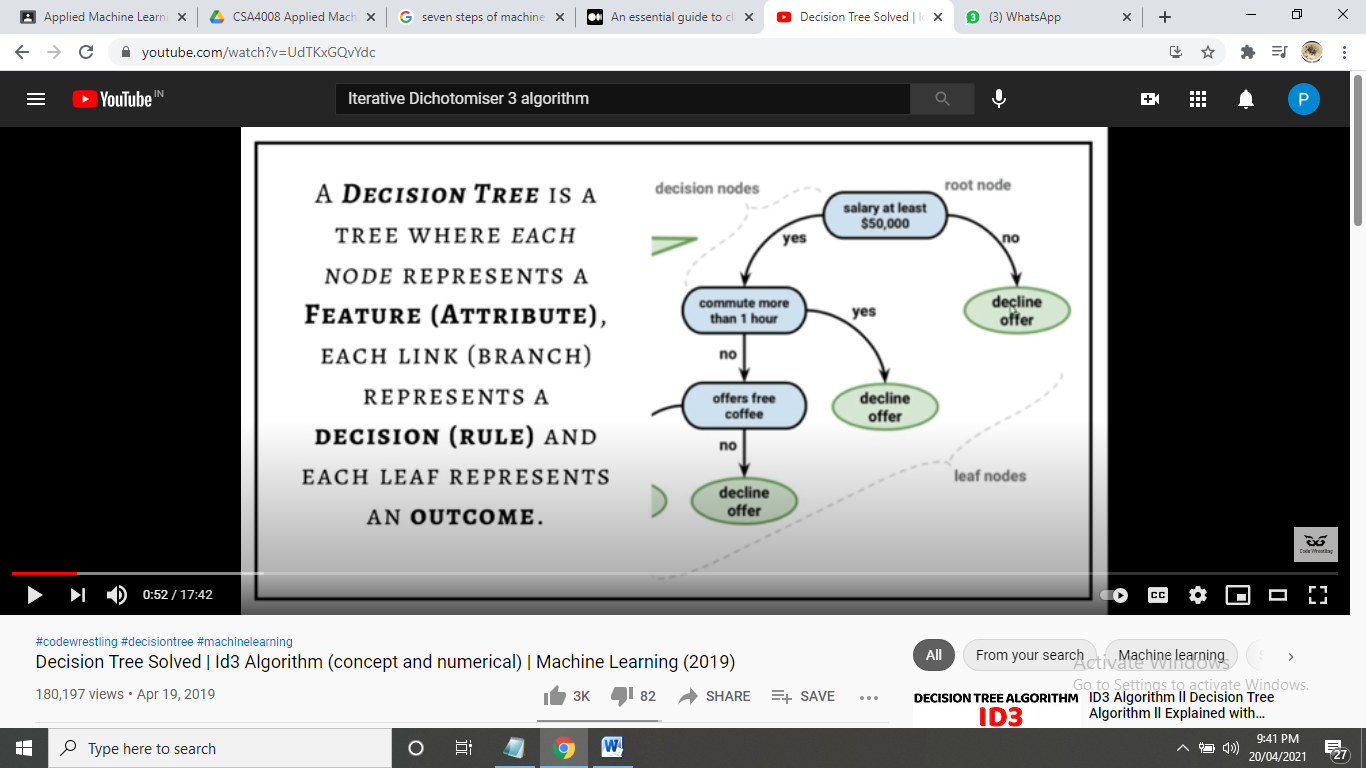 Applied Machine Learni
CSA4008 Applied Mach
seven steps of machine
An essential guide to cl
Decision Tree Solved | I
(3) WhatsApp
youtube.com/watch?v=UdTKxGQvYdc
YouTube IN
Iterative Dichotomiser 3 algorithm
P
A DECISION TREE IS A
TREE WHERE EACH
NODE REPRESENTS A
FEATURE (ATTRIBUTE),
EACH LINK (BRANCH)
REPRESENTS A
DECISION (RULE) AND
EACH LEAF REPRESENTS
AN OUTCOME.
decision nodes
root node
salary at least
$50,000
yes
no
commute more
than 1 hour
decline
offer
yes
no
offers free
coffee
decline
offer
no
decline
offer
leaf nodes
Code Wrestling
0:52 / 17:42
CC
#codewrestling #decisiontree #machinelearning
Decision Tree Solved | Id3 Algorithm (concept and numerical) | Machine Learning (2019)
180,197 views • Apr 19, 2019
3K
82
SHARE
SAVE
All
From your search
Machine learning
Activate Windows
Go to Settings to activate Windows.
DECISION TREE ALGORITHM
ID3
ID3 Algorithm ll Decision Tree
Algorithm ll Explained with...
Type here to search
9:41 PM
20/04/2021
27